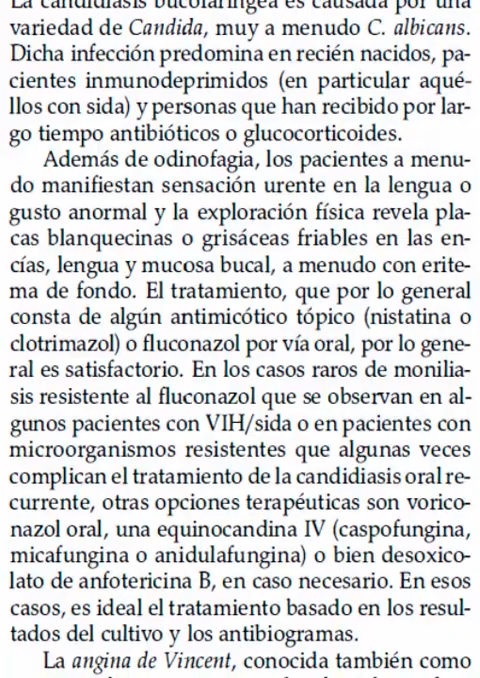 La candidiasis bucofaríngea es causada por una
variedad de Candida, muy a menudo C. albicans.
Dicha infección predomina en recién nacidos, pa-
cientes inmunodeprimidos (en particular aqué-
llos con sida) y personas que han recibido por lar-
go tiempo antibióticos o glucocorticoides.
Además de odinofagia, los pacientes a menu-
do manifiestan sensación urente en la lengua o
gusto anormal y la exploración física revela pla-
cas blanquecinas o grisáceas friables en las en-
cías, lengua y mucosa bucal, a menudo con erite-
ma de fondo. El tratamiento, que por lo general
consta de algún antimicótico tópico (nistatina o
clotrimazol) o fluconazol por vía oral, por lo gene-
ral es satisfactorio. En los casos raros de monilia-
sis resistente al fluconazol que se observan en al-
gunos pacientes con VIH/sida o en pacientes con
microorganismos resistentes que algunas veces
complican el tratamiento de la candidiasis oral re-
currente, otras opciones terapéuticas son vorico-
nazol oral, una equinocandina IV (caspofungina,
micafungina o anidulafungina) o bien desoxico-
lato de anfotericina B, en caso necesario. En esos
casos, es ideal el tratamiento basado en los resul-
tados del cultivo y los antibiogramas.
La angina de Vincent, conocida también como